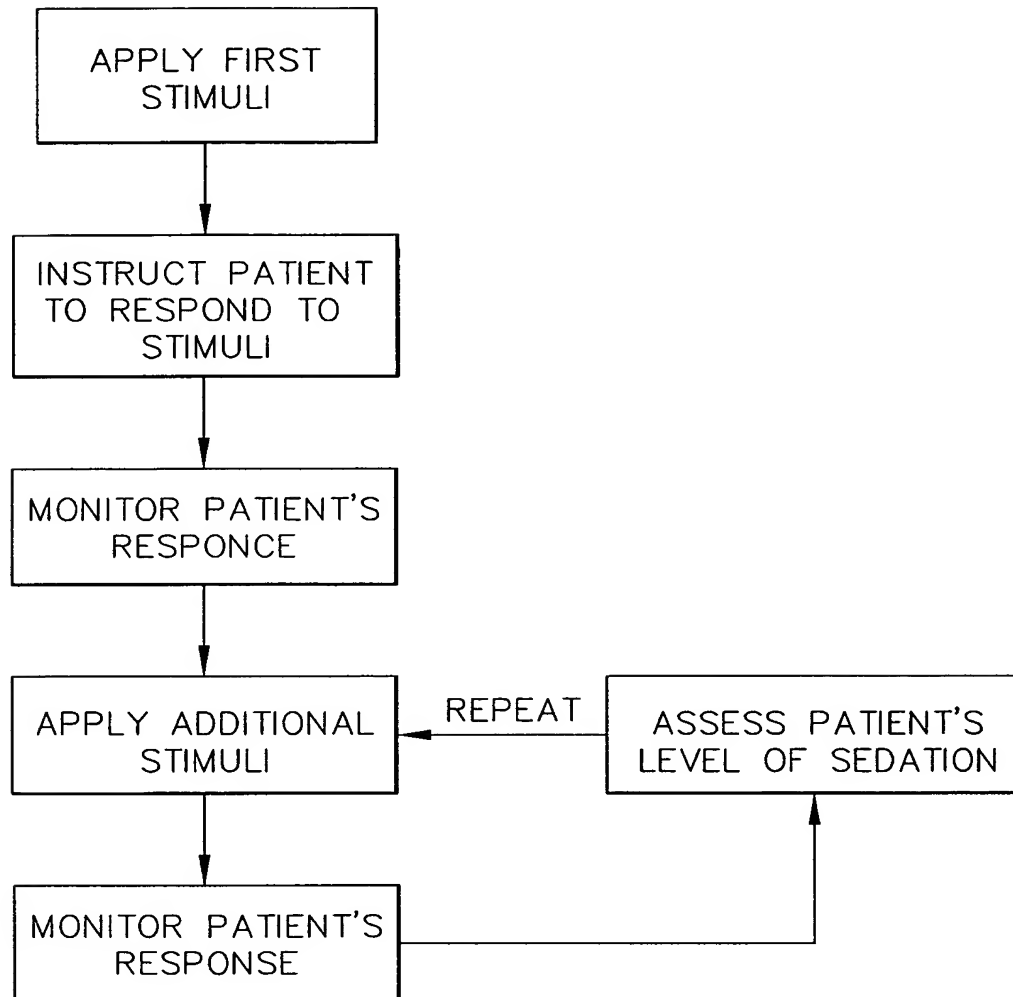 APPLY FIRST
STIMULI
INSTRUCT PATIENT
TO RESPOND TO
STIMULI
MONITOR PATIENT'S
RESPONCE
APPLY ADDITIONAL
STIMULI
REPEAT
ASSESS PATIENT'S
LEVEL OF SEDATION
MONITOR PATIENT'S
RESPONSE